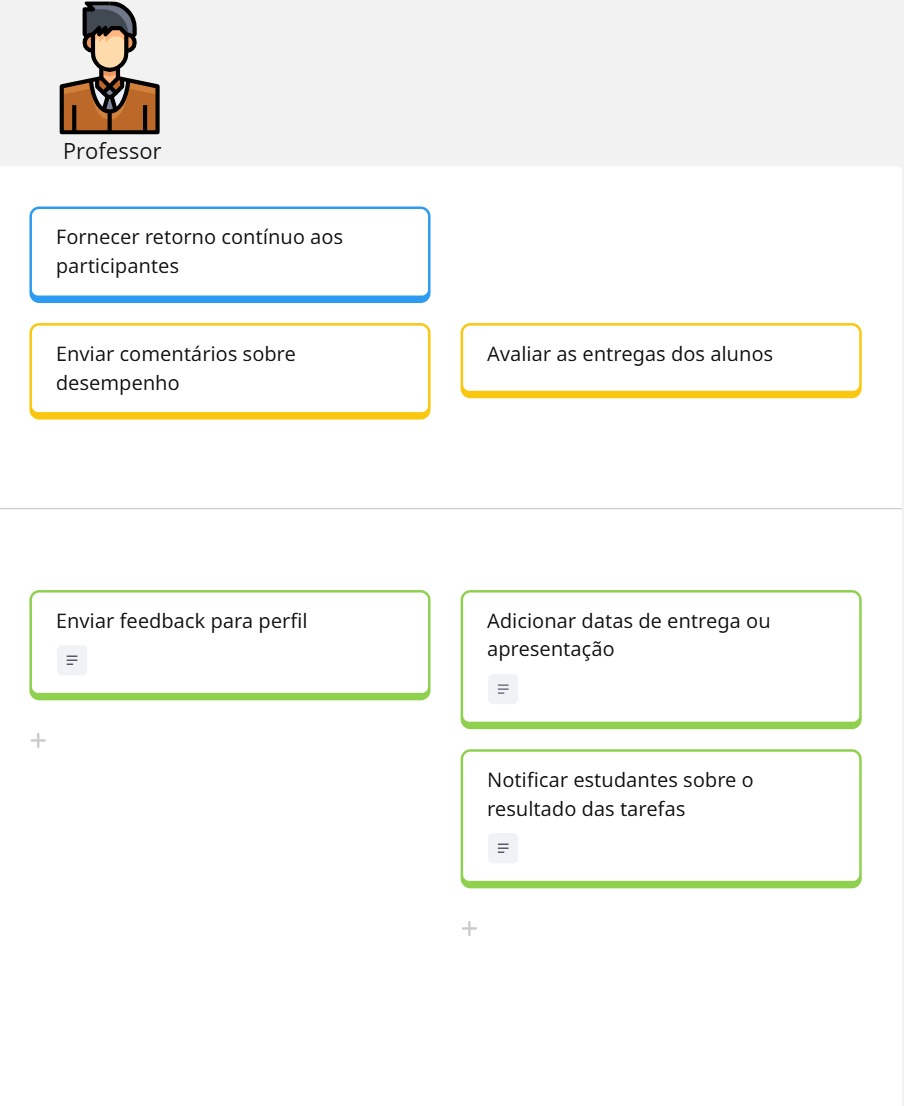 Professor
Fornecer retorno contínuo aos
participantes
Enviar comentários sobre
desempenho
Avaliar as entregas dos alunos
Enviar feedback para perfil
Adicionar datas de entrega ou
apresentação
Notificar estudantes sobre o
resultado das tarefas